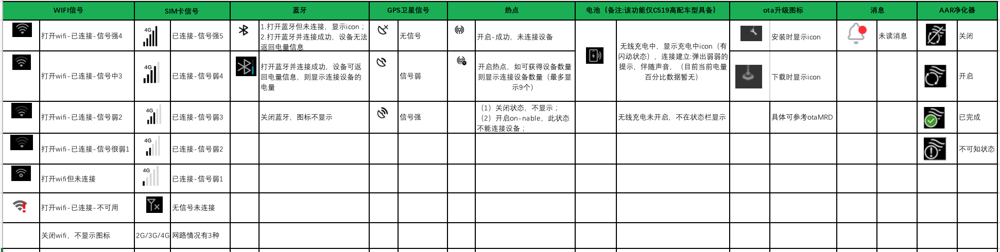 WIFI信号
SIM卡信号
蓝牙
GPS卫星信号
热点
电池（备注:该功能仅C519高配车型具备）
ota升级图标
消息
AAR净化器
打开wifi-已连接-信号强4
4G
已连接-信号强5
1.打开蓝牙但未连接，显示icon；
2.打开蓝牙并连接成功，设备无法
返回电量信息
无信号
开启-成功，未连接设备
无线充电中，显示充电中icon（有
闪动状态），连接建立:弹出弱弱的
提示，伴随声音，（目前当前电量
百分比数据暂无）
安装时显示icon
未读消息
关闭
打开wifi-已连接-信号中3
4G
已连接-信号弱4
打开蓝牙并连接成功，设备可返
回电量信息，则显示连接设备的
电量
信号弱
1
开启热点，如可获得设备数量
则显示连接设备数量（最多显
示9个）
下载时显示icon
开启
打开wifi-已连接-信号弱2
4G
已连接-信号弱3
关闭蓝牙，图标不显示
信号强
（1）关闭状态，不显示；
（2）开启on-nable，此状态
不能连接设备；
无线充电未开启，不在状态栏显示
具体可参考otaMRD
已完成
打开wifi-已连接-信号很弱1
4G
已连接-信号弱2
不可知状态
打开wifi但未连接
4G
已连接-信号弱1
打开wifi-已连接-不可用
无信号未连接
关闭wifi，不显示图标
2G/3G/4G
网路情况有3种